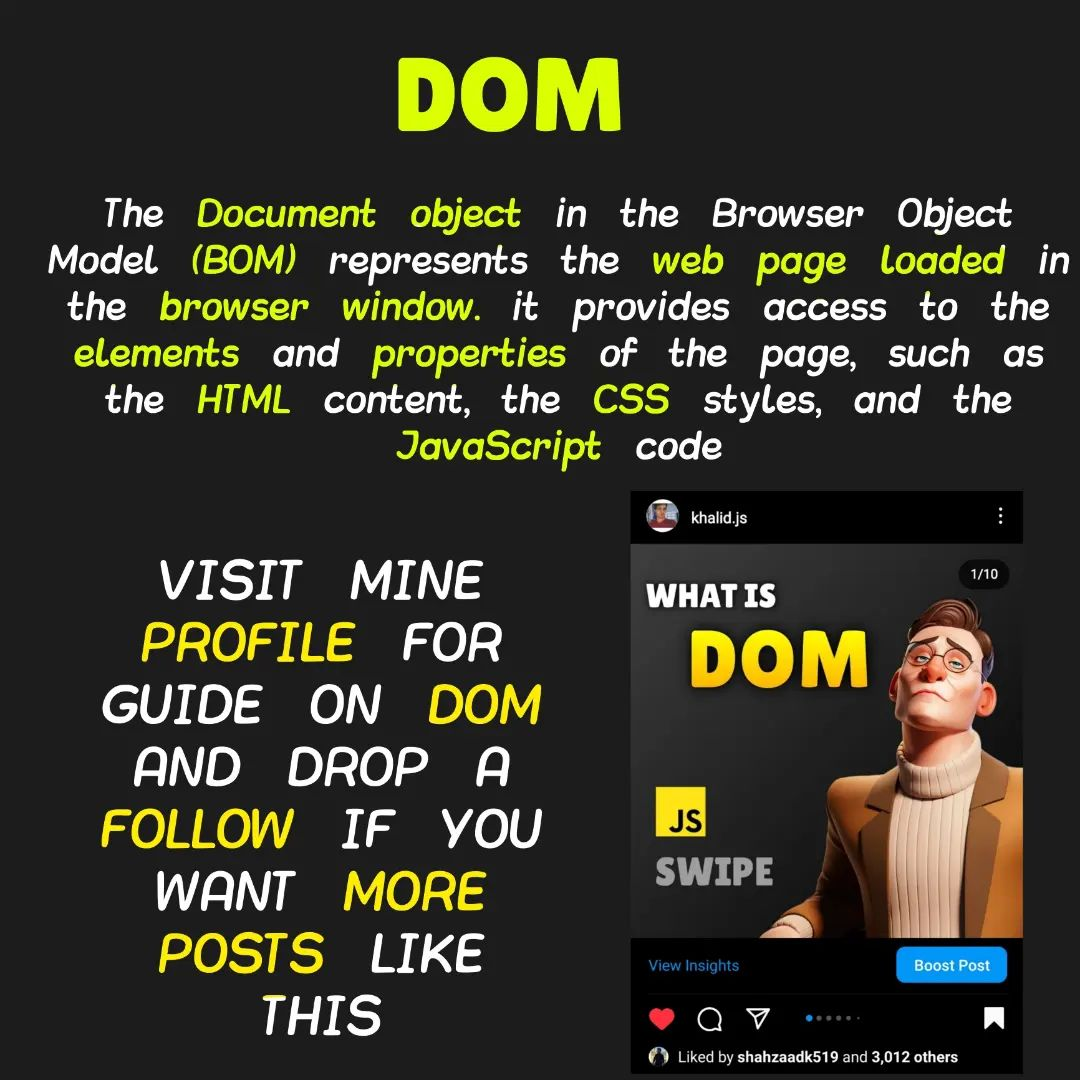 DOM
The Document object in the Browser Object
Model (BOM) represents the web page loaded in
the browser window. it provides access to the
elements and properties of the page, such as
the HTML content, the CSS styles, and the
JavaScript code
VISIT MINE
PROFILE FOR
GUIDE ON DOM
AND DROP A
FOLLOW IF YOU
WANT MORE
POSTS LIKE
THIS
khalid.js
1/10
WHAT IS
DOM
JS
SWIPE
View Insights
Boost Post
Liked by shahzaadk519 and 3,012 others